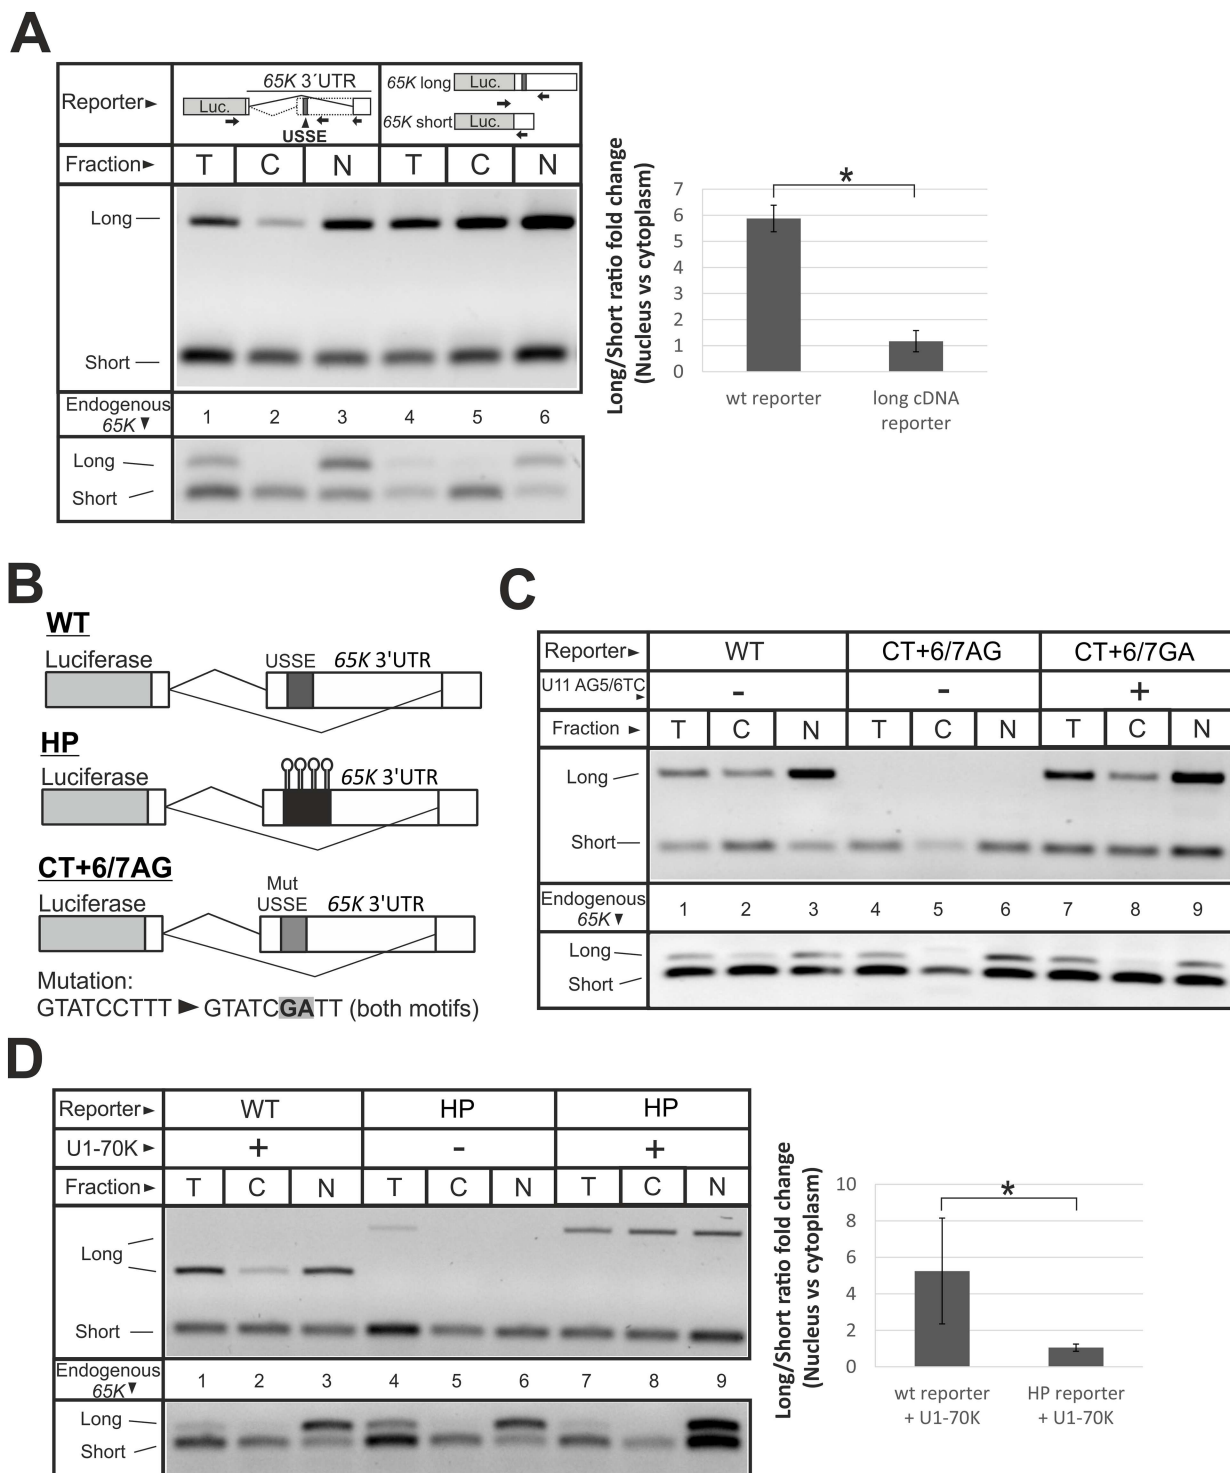 A
Reporter►
65K 3´UTR
Luc.
USSE
65K long
Luc.
65K short
Luc.
Fraction►
T C N T C N
Long
Short
Endogenous
65K▼
1 2 3 4 5 6
Long
Short
Long/Short ratio fold change
(Nucleus vs cytoplasm)
7
6
5
4
3
2
1
0
*
wt reporter
long cDNA
reporter
B
WT
Luciferase
USSE
65K 3'UTR
HP
Luciferase
65K 3'UTR
CT+6/7AG
Luciferase
Mut
USSE
65K 3'UTR
Mutation:
GTATCCTTT ► GTATCGATT (both motifs)
C
Reporter► WT CT+6/7AG CT+6/7GA
U11 AG5/6TC► - - +
Fraction ► T C N T C N T C N
Long
Short
Endogenous
65K▼
1 2 3 4 5 6 7 8 9
Long
Short
D
Reporter► WT HP HP
U1-70K ► + - +
Fraction► T C N T C N T C N
Long
Short
Endogenous
65K▼
1 2 3 4 5 6 7 8 9
Long
Short
Long/Short ratio fold change
(Nucleus vs cytoplasm)
10
8
6
4
2
0
*
wt reporter
+ U1-70K
HP reporter
+ U1-70K